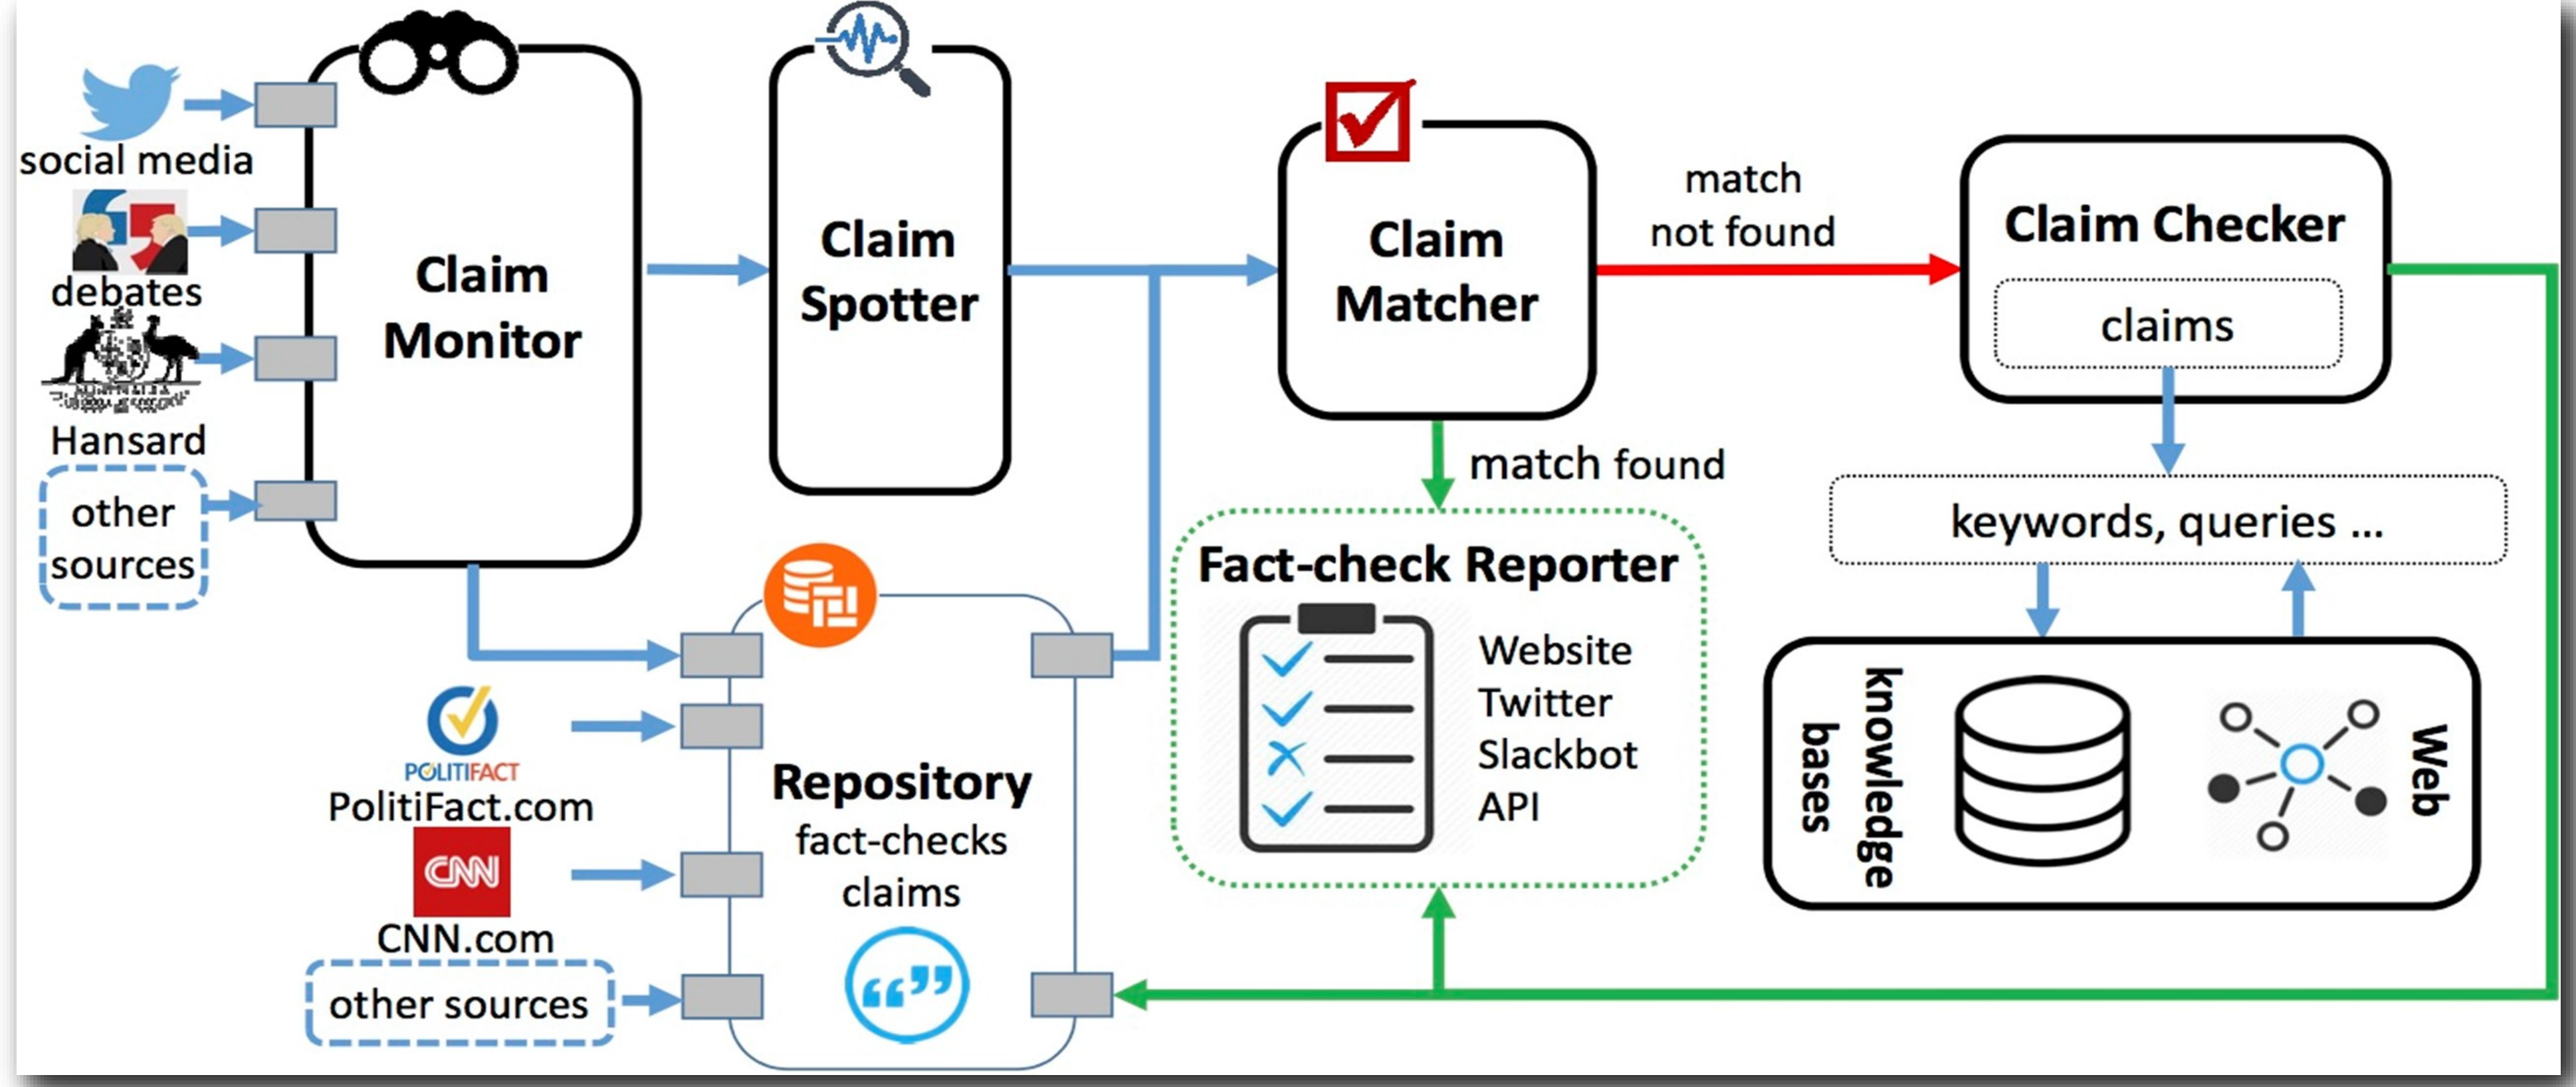 social media
debates
Hansard
other
sources
Claim
Monitor
Claim
Spotter
Claim
Matcher
match
not found
match found
Claim Checker
claims
keywords, queries ...
knowledge
bases
Web
Fact-check Reporter
Website
Twitter
Slackbot
API
POLITIFACT
PolitiFact.com
CNN
CNN.com
other sources
Repository
fact-checks
claims